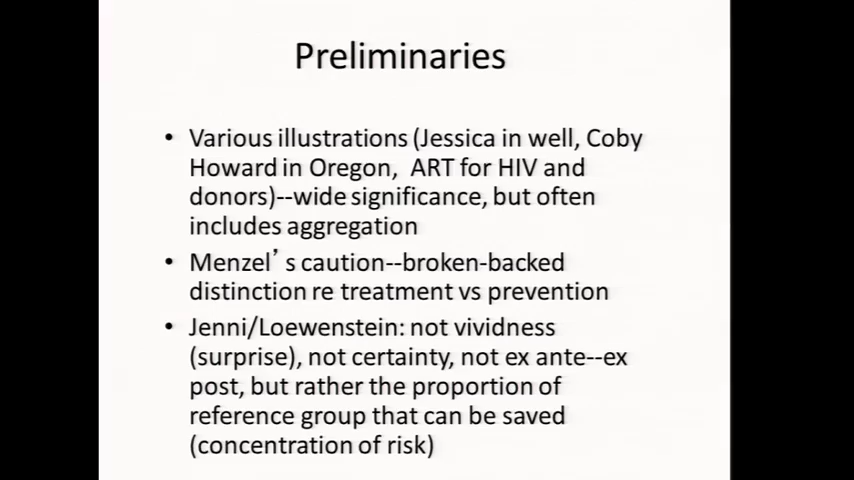 Preliminaries
• Various illustrations (Jessica in well, Coby
Howard in Oregon,  ART for HIV and
donors)--wide significance, but often
includes aggregation
• Menzel’s caution--broken-backed
distinction re treatment vs prevention
• Jenni/Loewenstein: not vividness
(surprise), not certainty, not ex ante--ex
post, but rather the proportion of
reference group that can be saved
(concentration of risk)